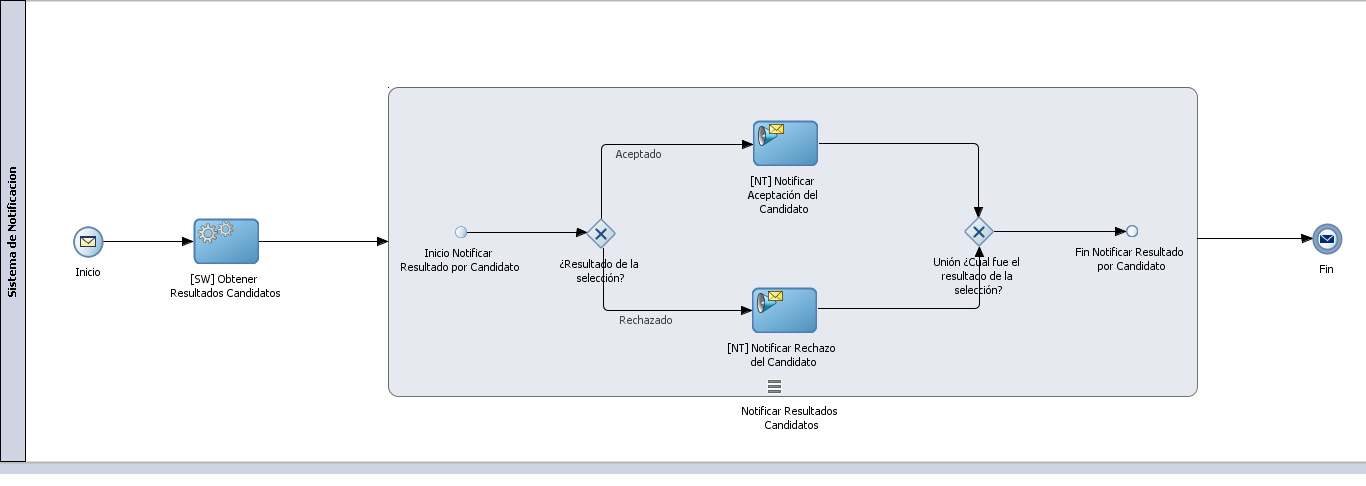 Sistema de Notificacion
Inicio
[SW] Obtener
Resultados Candidatos
Inicio Notificar
Resultado por Candidato
¿Resultado de la
selección?
Aceptado
Rechazado
[NT] Notificar
Aceptación del
Candidato
[NT] Notificar Rechazo
del Candidato
Unión ¿Cuál fue el
resultado de la
selección?
Fin Notificar Resultado
por Candidato
Notificar Resultados
Candidatos
Fin